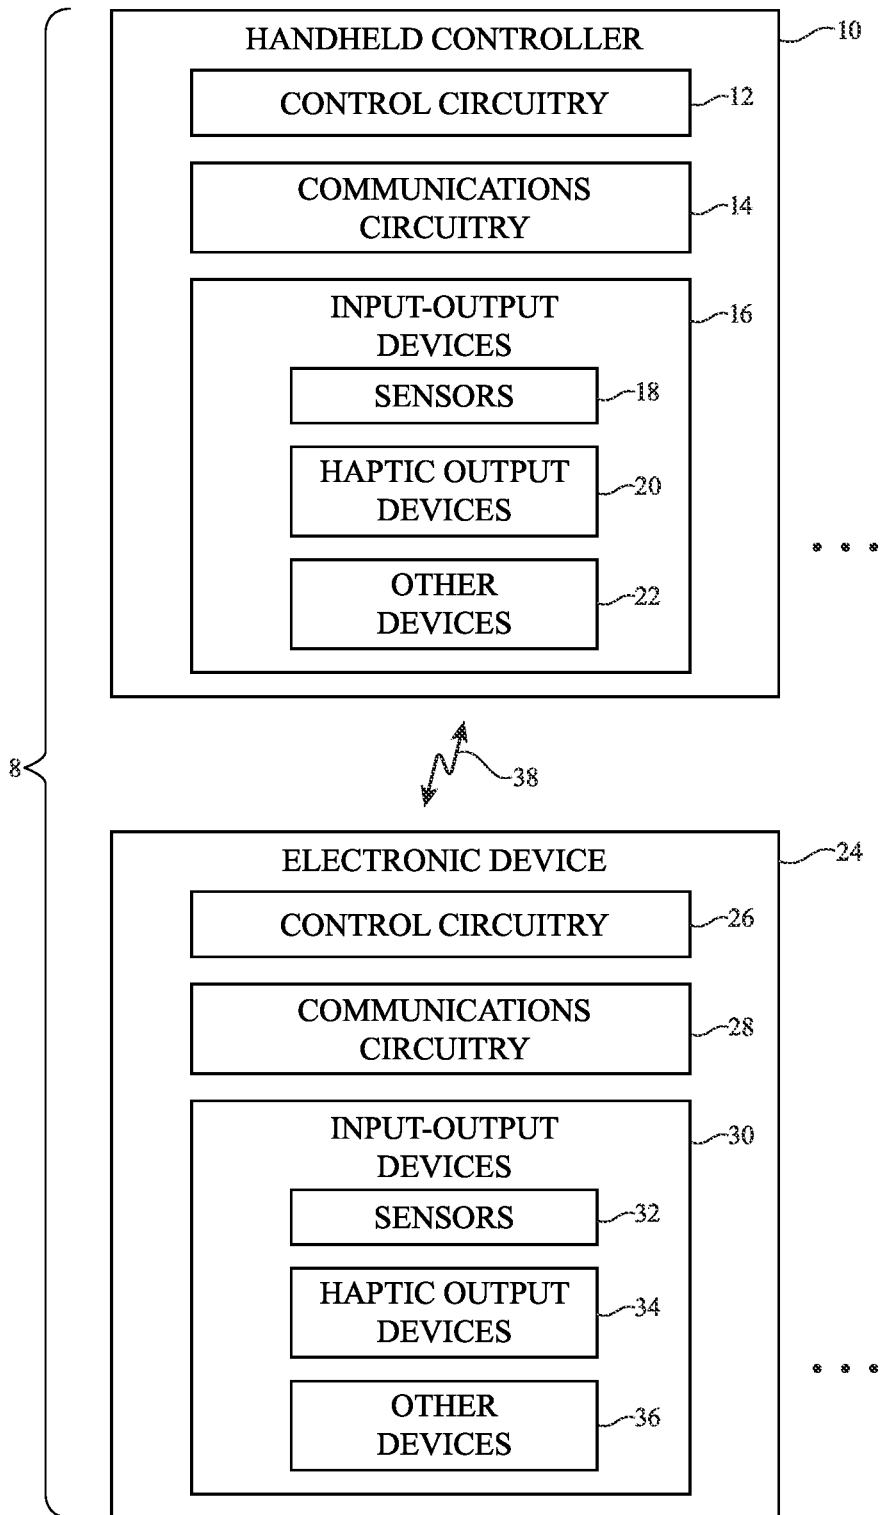 HANDHELD CONTROLLER
10
CONTROL CIRCUITRY
12
COMMUNICATIONS
CIRCUITRY
14
INPUT-OUTPUT
DEVICES
16
SENSORS
18
HAPTIC OUTPUT
DEVICES
20
OTHER
DEVICES
22
8
38
ELECTRONIC DEVICE
24
CONTROL CIRCUITRY
26
COMMUNICATIONS
CIRCUITRY
28
INPUT-OUTPUT
DEVICES
30
SENSORS
32
HAPTIC OUTPUT
DEVICES
34
OTHER
DEVICES
36